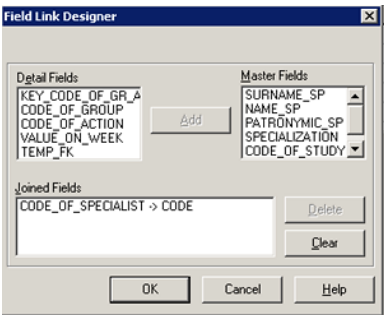 Field Link Designer
Detail Fields
KEY_CODE_OF_GR_A
CODE_OF_GROUP
CODE_OF_ACTION
VALUE_ON_WEEK
TEMP_FK
Add
Master Fields
SURNAME_SP
NAME_SP
PATRONYMIC_SP
SPECIALIZATION
CODE_OF_STUDY
Joined Fields
CODE_OF_SPECIALIST -> CODE
Delete
Clear
OK
Cancel
Help